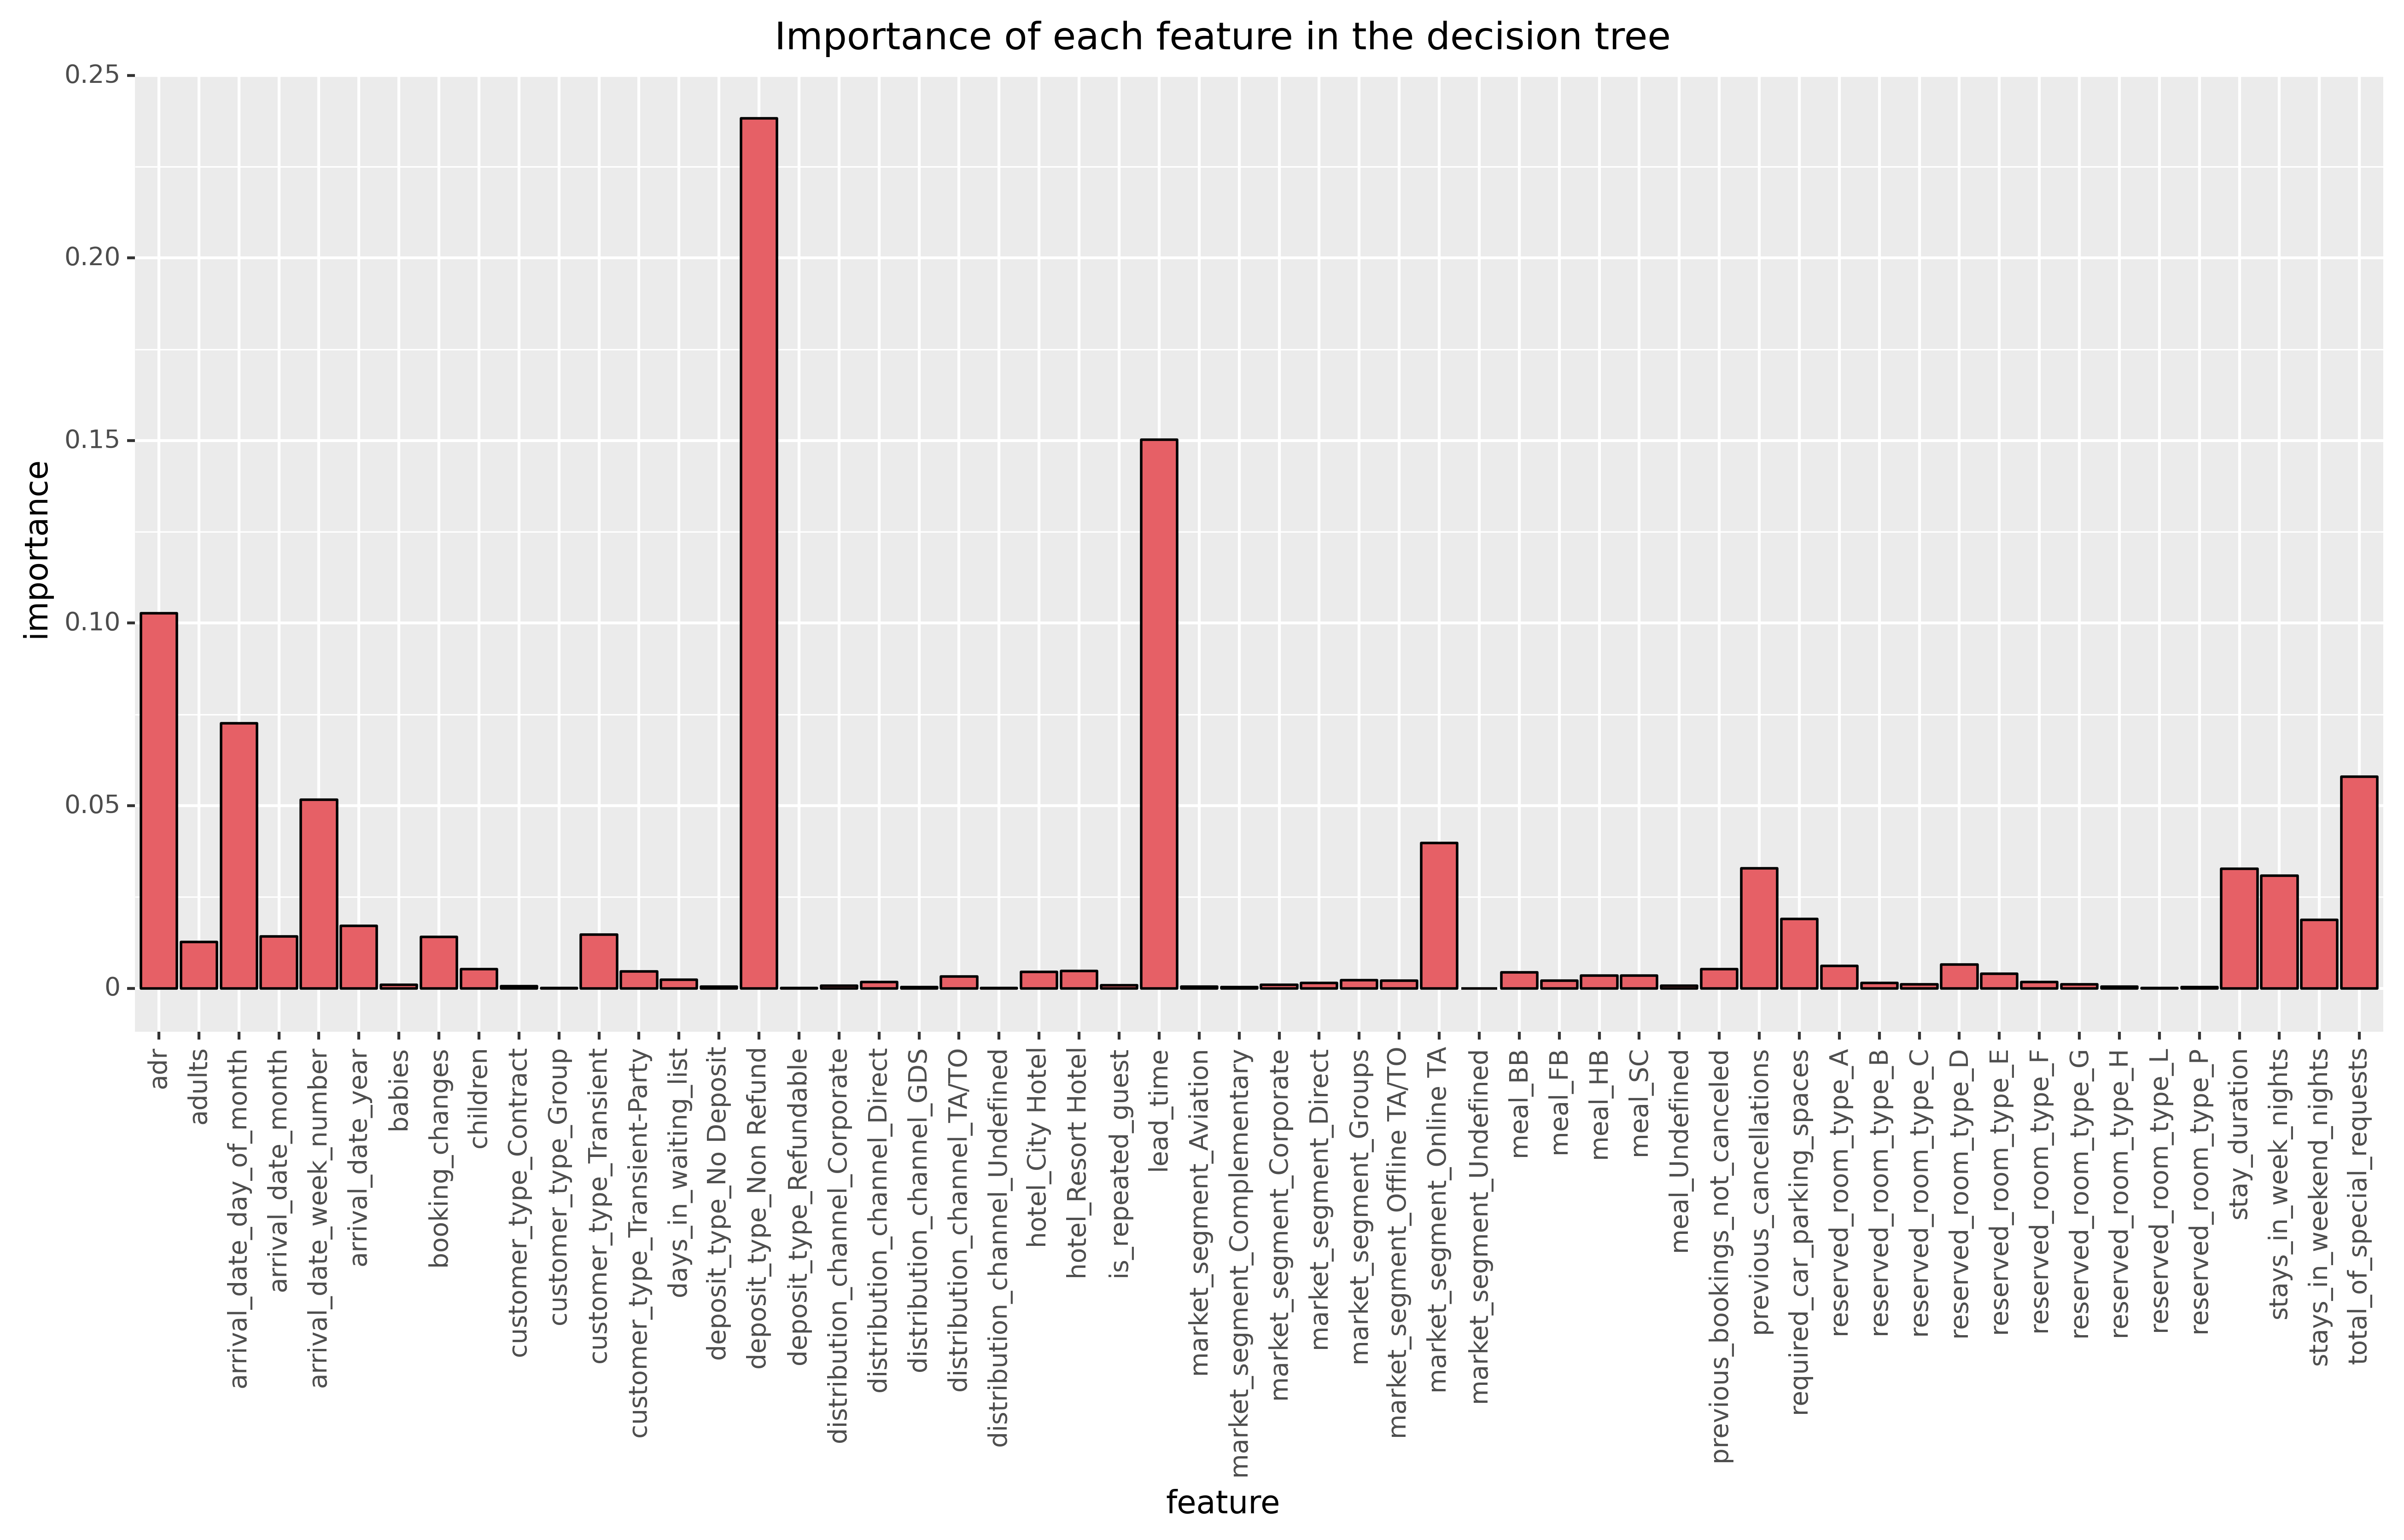 Importance of each feature in the decision tree
0.25
0.20
0.15
0.10
0.05
0
importance
adr
adults
arrival_date_day_of_month
arrival_date_month
arrival_date_week_number
arrival_date_year
babies
booking_changes
children
customer_type_Contract
customer_type_Group
customer_type_Transient
customer_type_Transient-Party
days_in_waiting_list
deposit_type_No Deposit
deposit_type_Non Refund
deposit_type_Refundable
distribution_channel_Corporate
distribution_channel_Direct
distribution_channel_GDS
distribution_channel_TA/TO
distribution_channel_Undefined
hotel_City Hotel
hotel_Resort Hotel
is_repeated_guest
lead_time
market_segment_Aviation
market_segment_Complementary
market_segment_Corporate
market_segment_Direct
market_segment_Groups
market_segment_Offline TA/TO
market_segment_Online TA
market_segment_Undefined
meal_BB
meal_FB
meal_HB
meal_SC
meal_Undefined
previous_bookings_not_canceled
previous_cancellations
required_car_parking_spaces
reserved_room_type_A
reserved_room_type_B
reserved_room_type_C
reserved_room_type_D
reserved_room_type_E
reserved_room_type_F
reserved_room_type_G
reserved_room_type_H
reserved_room_type_L
reserved_room_type_P
stay_duration
stays_in_week_nights
stays_in_weekend_nights
total_of_special_requests
feature